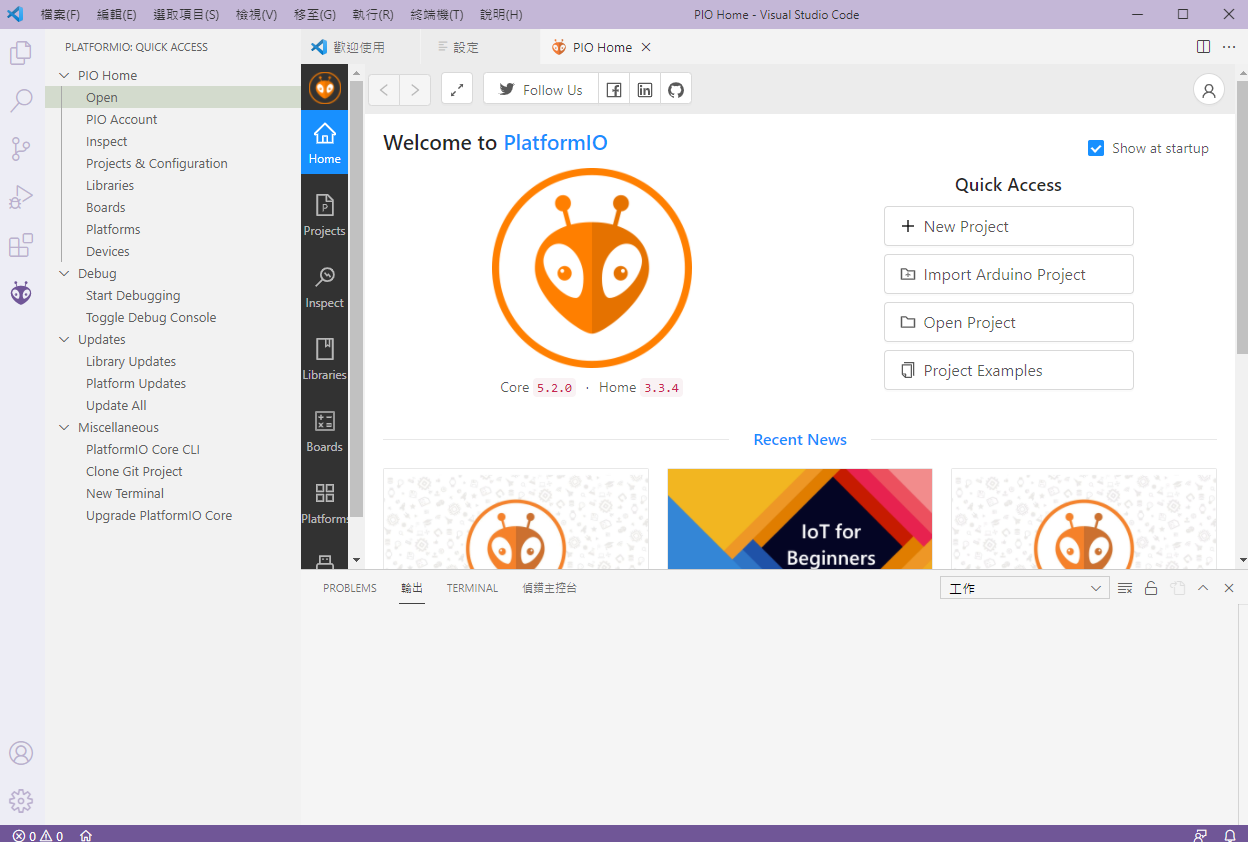 檔案(F) 編輯(E) 選取項目(S) 檢視(V) 移至(G) 執行(R) 終端機(T) 說明(H) PIO Home - Visual Studio Code
PLATFORMIO: QUICK ACCESS
PIO Home
Open
PIO Account
Inspect
Projects & Configuration
Libraries
Boards
Platforms
Devices
Debug
Start Debugging
Toggle Debug Console
Updates
Library Updates
Platform Updates
Update All
Miscellaneous
PlatformIO Core CLI
Clone Git Project
New Terminal
Upgrade PlatformIO Core
歡迎使用 設定 PIO Home
Follow Us
Home
Projects
Inspect
Libraries
Boards
Platforms
Welcome to PlatformIO
Show at startup
Core 5.2.0 · Home 3.3.4
Quick Access
New Project
Import Arduino Project
Open Project
Project Examples
Recent News
IoT for
Beginners
PROBLEMS 輸出 TERMINAL 偵錯主控台 工作
0 0